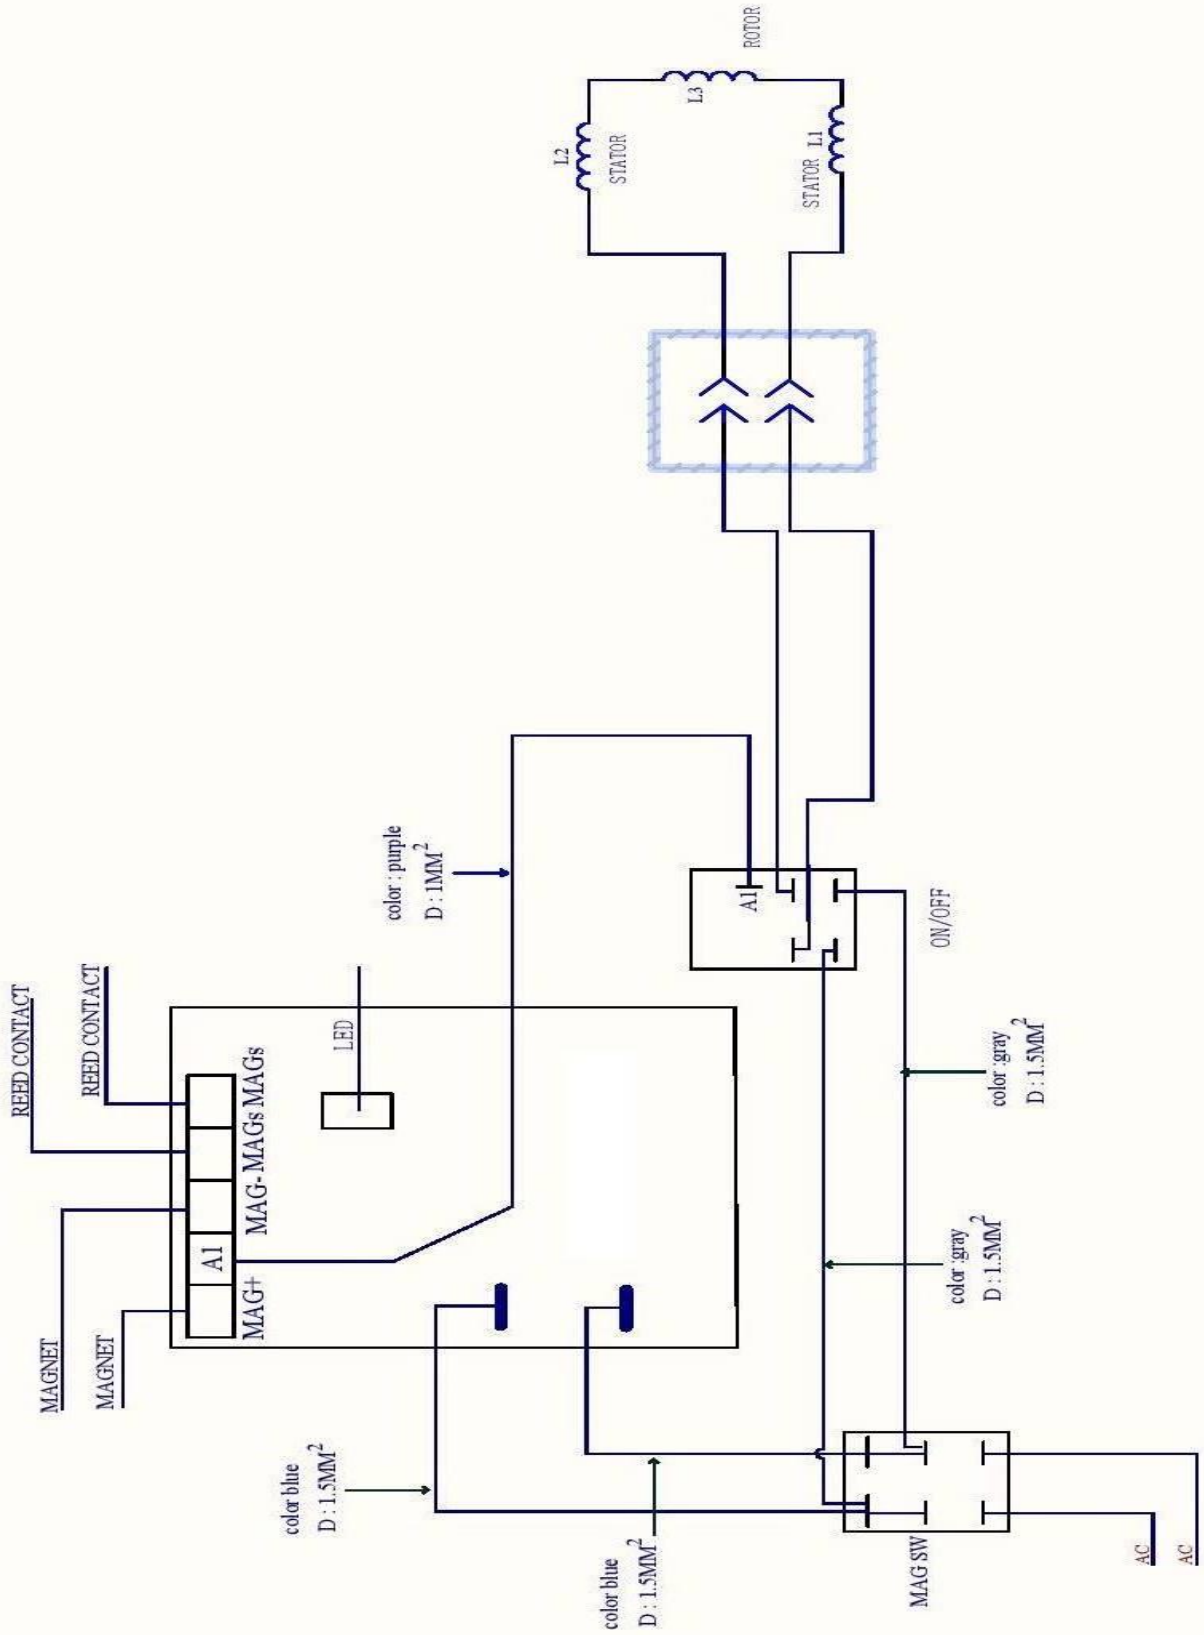 REED CONTACT
REED CONTACT
MAGNET
MAGNET
A1
MAG+ MAG- MAGs MAGs
LED
color : purple
D : 1MM²
color blue
D : 1.5MM²
color blue
D : 1.5MM²
A1
ON/OFF
color :gray
D : 1.5MM²
color :gray
D : 1.5MM²
MAG SW
AC
AC
L2
STATOR
L3
ROTOR
STATOR L1